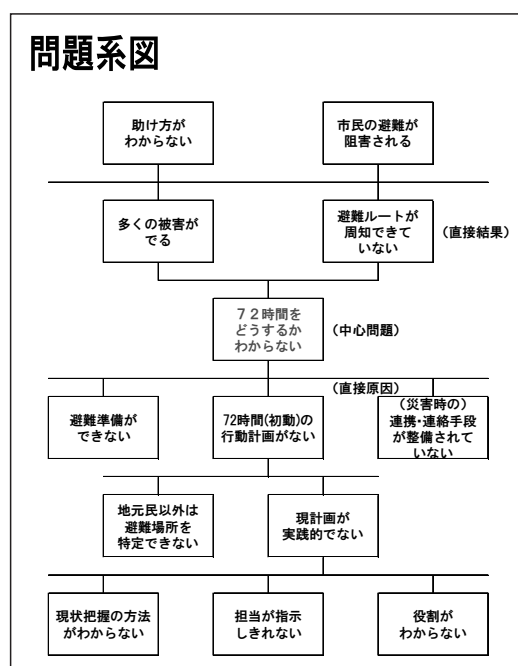 問題系図
助け方が
わからない
市民の避難が
阻害される
多くの被害が
でる
避難ルートが
周知できて
いない
(直接結果)
７２時間を
どうするか
わからない
(中心問題)
(直接原因)
避難準備が
できない
72時間(初動)の
行動計画がない
(災害時の)
連携・連絡手段
が整備されて
いない
地元民以外は
避難場所を
特定できない
現計画が
実践的でない
現状把握の方法
がわからない
担当が指示
しきれない
役割が
わからない